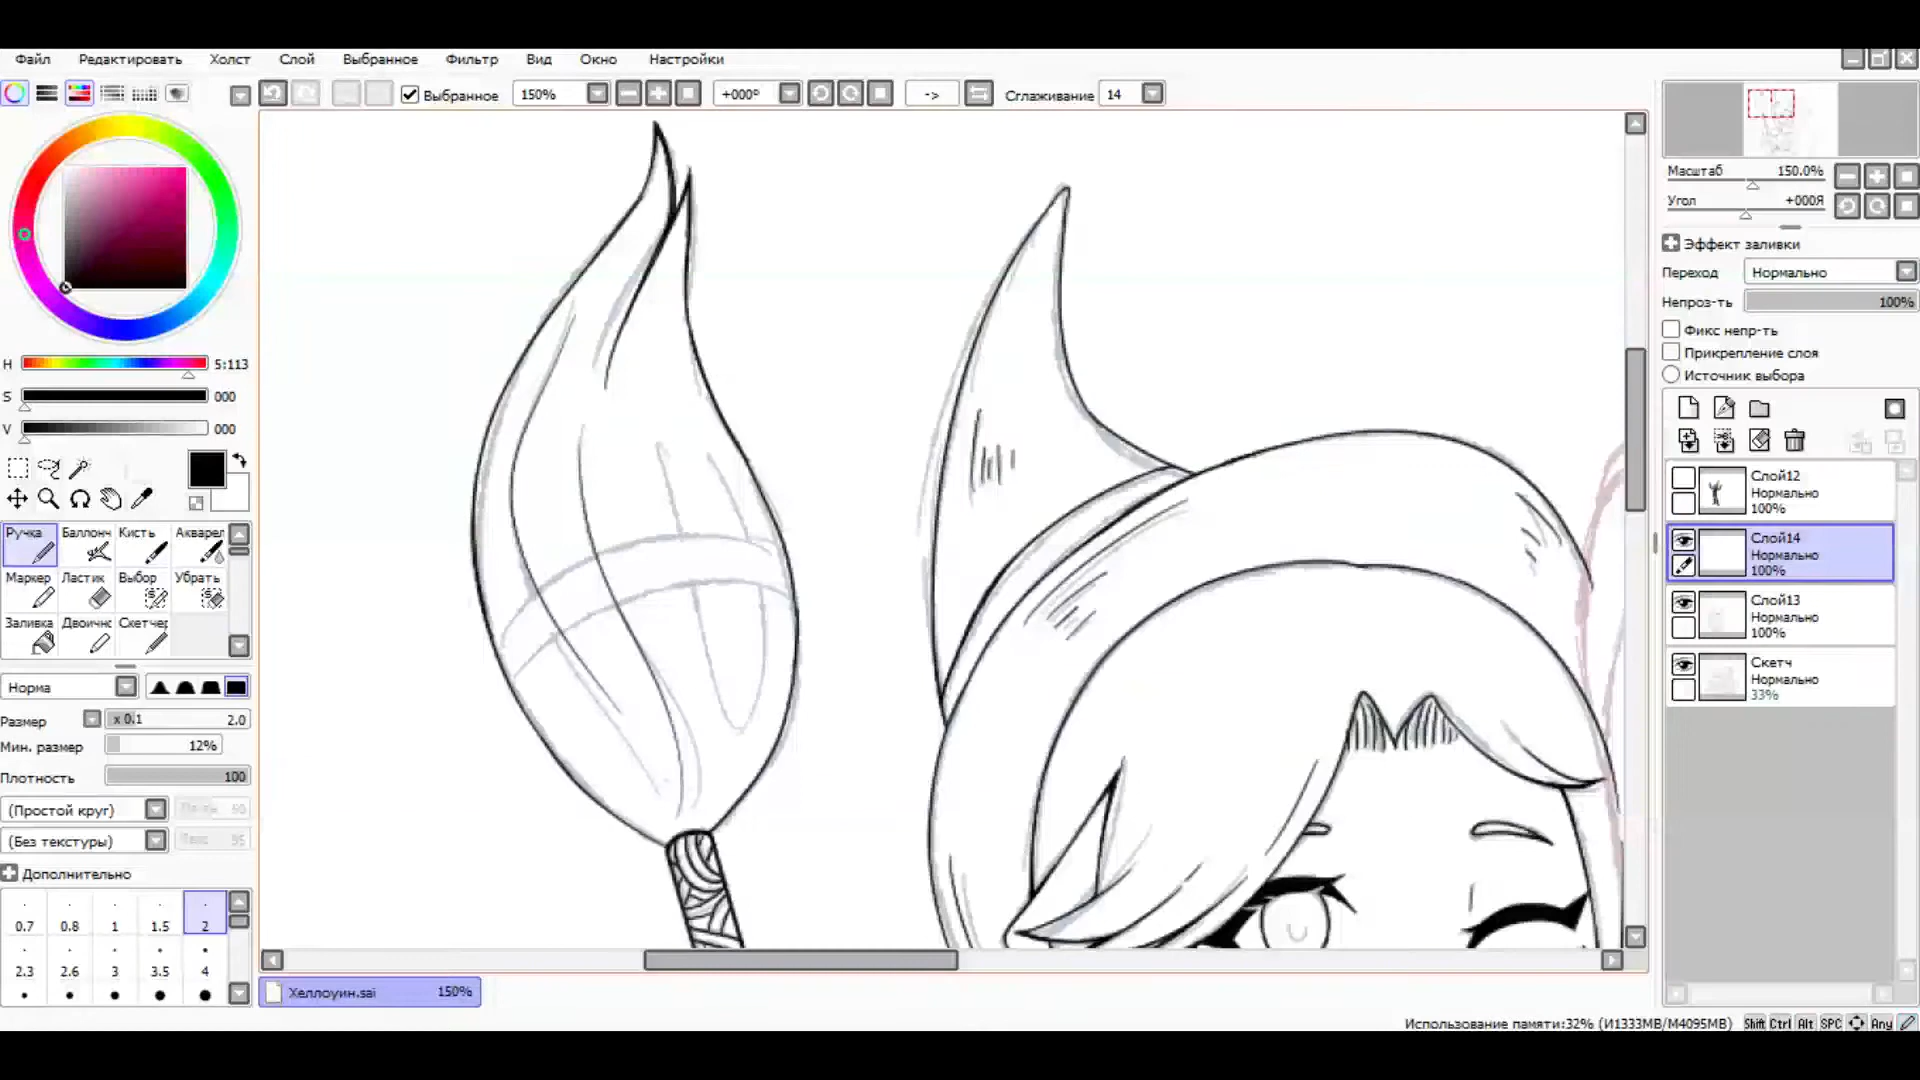 Файл Редактировать Холст Слой Выбранное Фильтр Вид Окно Настройки
Выбранное 150% +000° -> Сглаживание 14
Масштаб 150.0%
Угол +000Я
Эффект заливки
Переход Нормально
Непроз-ть 100%
Фикс непр-ть
Прикрепление слоя
Источник выбора
H 5:113
S 000
V 000
Слой12
Нормально
100%
Слой14
Нормально
100%
Слой13
Нормально
100%
Скетч
Нормально
33%
Ручка Баллонч Кисть Акварел
Маркер Ластик Выбор Убрать
Заливка Двоичнс Скетчер
Норма
Размер x 0.1 2.0
Мин. размер 12%
Плотность 100
(Простой круг) 50
(Без текстуры) 95
Дополнительно
0.7 0.8 1 1.5 2
2.3 2.6 3 3.5 4
Хеллоуин.sai 150%
Использование памяти:32% (И1333MB/M4095MB) Shift Ctrl Alt SPC Any